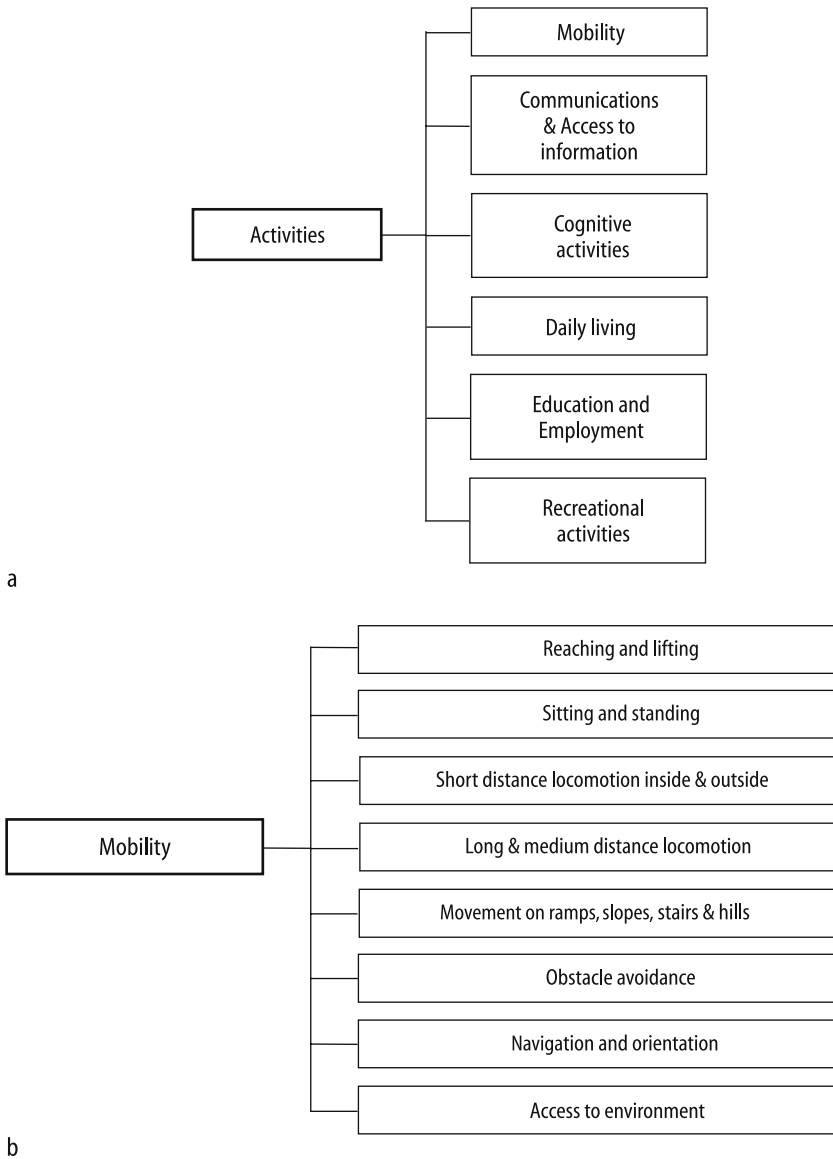 Mobility
Communications
& Access to
information
Cognitive
activities
Activities
Daily living
Education and
Employment
Recreational
activities
a
Reaching and lifting
Sitting and standing
Short distance locomotion inside & outside
Mobility
Long & medium distance locomotion
Movement on ramps, slopes, stairs & hills
Obstacle avoidance
Navigation and orientation
Access to environment
b